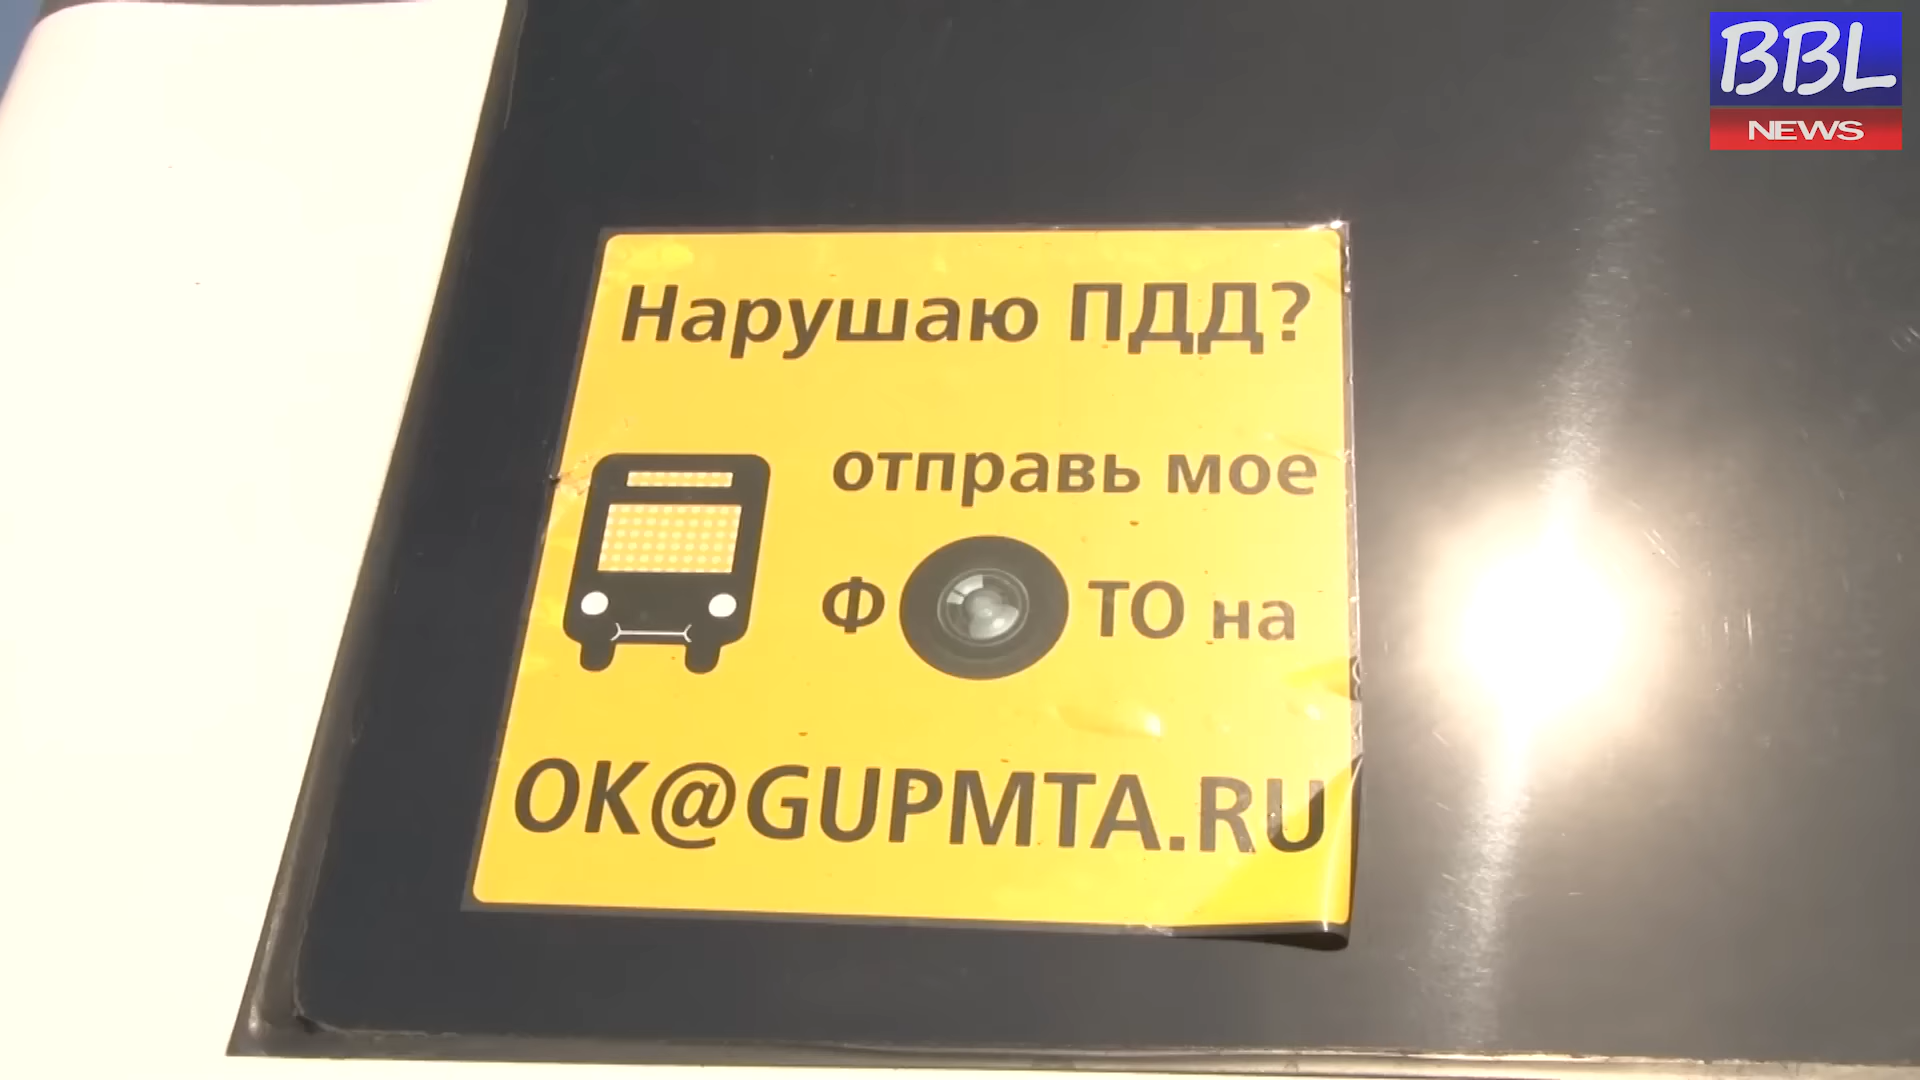 BBL
NEWS
Нарушаю ПДД?
отправь мое
Ф ТО на
OK@GUPMTA.RU